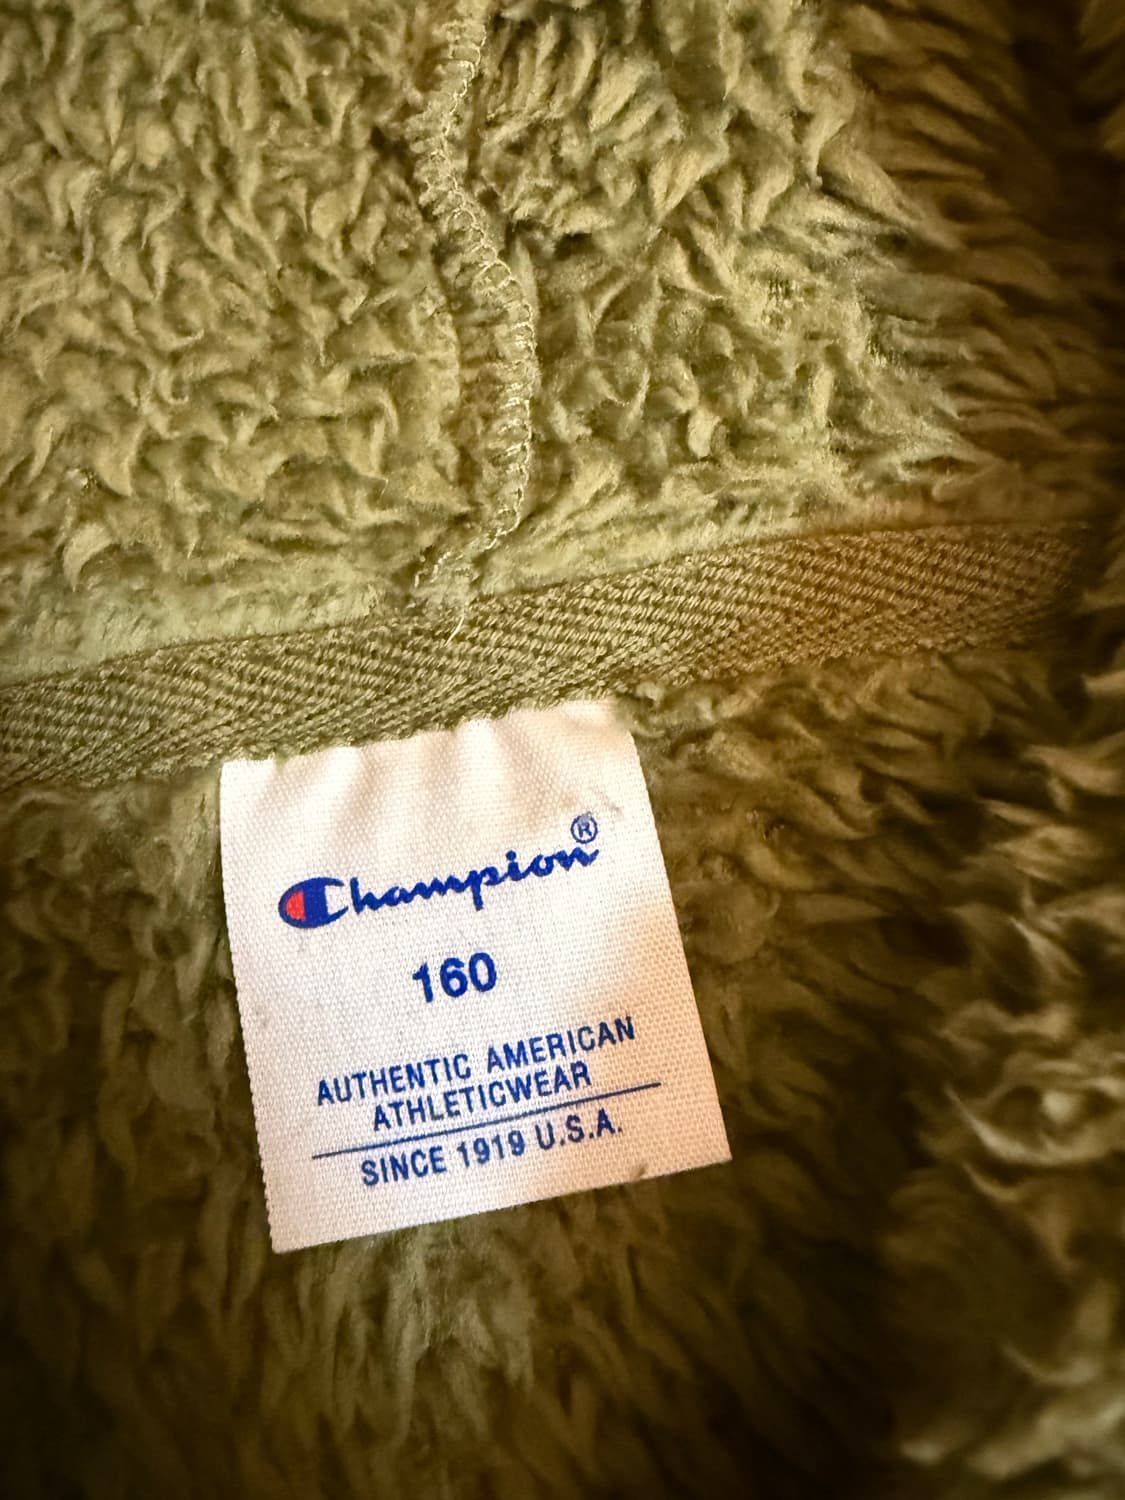 Champion®
160
AUTHENTIC AMERICAN
ATHLETICWEAR
SINCE 1919 U.S.A.